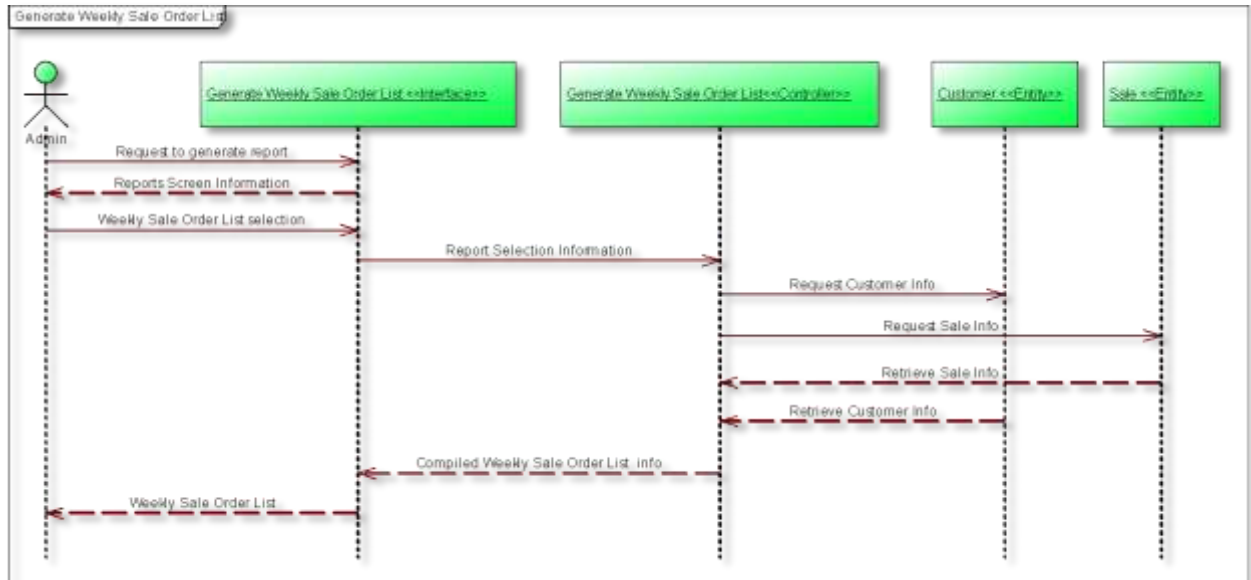 Generate Weekly Sale Order List
Generate Weekly Sale Order List <<Interface>>
Generate Weekly Sale Order List<<Controller>>
Customer <<Entity>>
Sale <<Entity>>
Admin
Request to generate report
Reports Screen Information
Weekly Sale Order List selection
Report Selection Information
Request Customer Info
Request Sale Info
Retrieve Sale Info
Retrieve Customer Info
Compiled Weekly Sale Order List info
Weekly Sale Order List